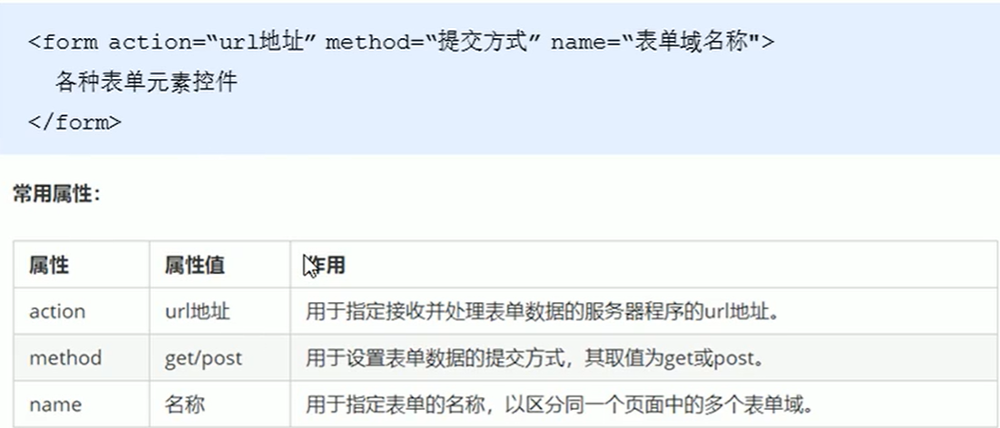 <form action=“url地址” method=“提交方式” name=“表单域名称">
各种表单元素控件
</form>
常用属性：
属性 属性值 作用
action url地址 用于指定接收并处理表单数据的服务器程序的url地址。
method get/post 用于设置表单数据的提交方式，其取值为get或post。
name 名称 用于指定表单的名称，以区分同一个页面中的多个表单域。